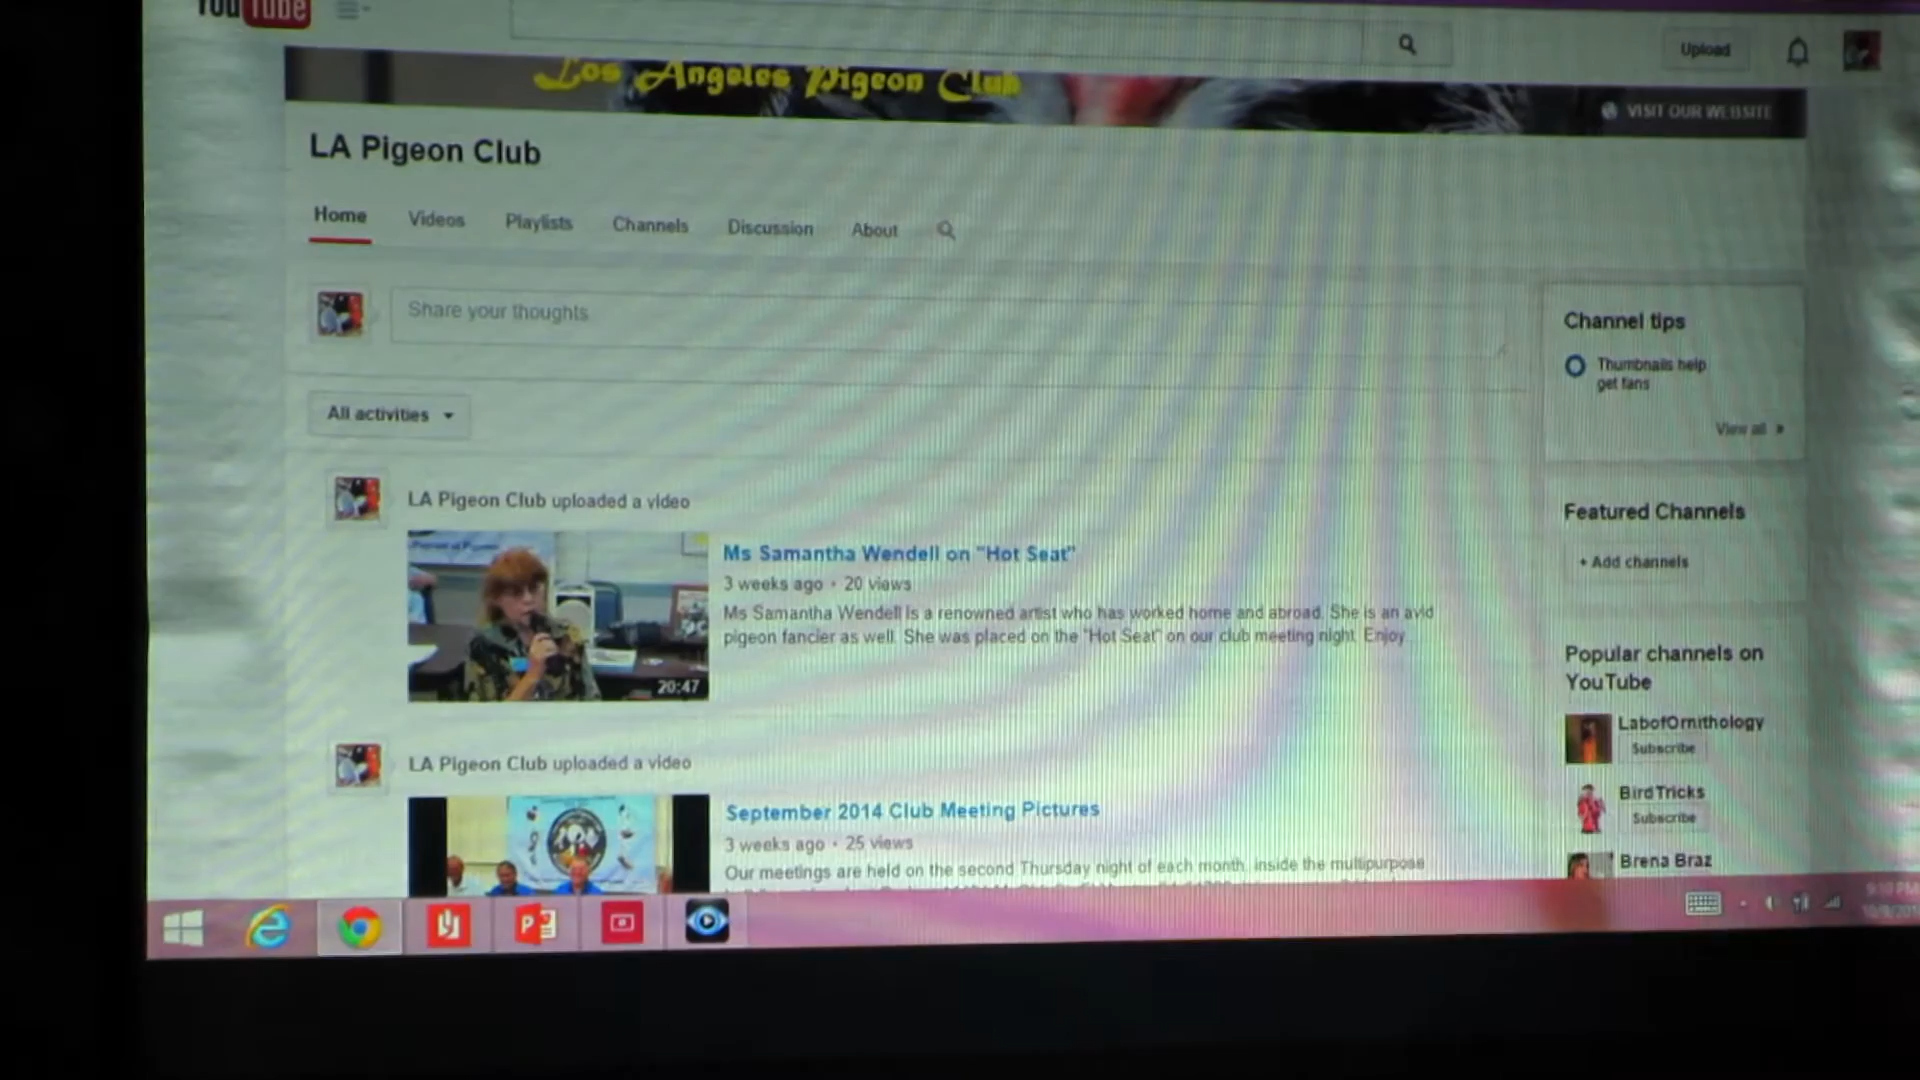 YouTube
Upload
Los Angeles Pigeon Club
VISIT OUR WEBSITE
LA Pigeon Club
Home Videos Playlists Channels Discussion About
Share your thoughts
All activities
LA Pigeon Club uploaded a video
Ms Samantha Wendell on "Hot Seat"
3 weeks ago • 20 views
Ms Samantha Wendell is a renowned artist who has worked home and abroad. She is an avid
pigeon fancier as well. She was placed on the "Hot Seat" on our club meeting night. Enjoy
20:47
LA Pigeon Club uploaded a video
September 2014 Club Meeting Pictures
3 weeks ago • 25 views
Our meetings are held on the second Thursday night of each month, inside the multipurpose
Channel tips
Thumbnails help
get fans
View all »
Featured Channels
+ Add channels
Popular channels on
YouTube
LabofOrnithology
Subscribe
BirdTricks
Subscribe
Brena Braz
9:10 PM